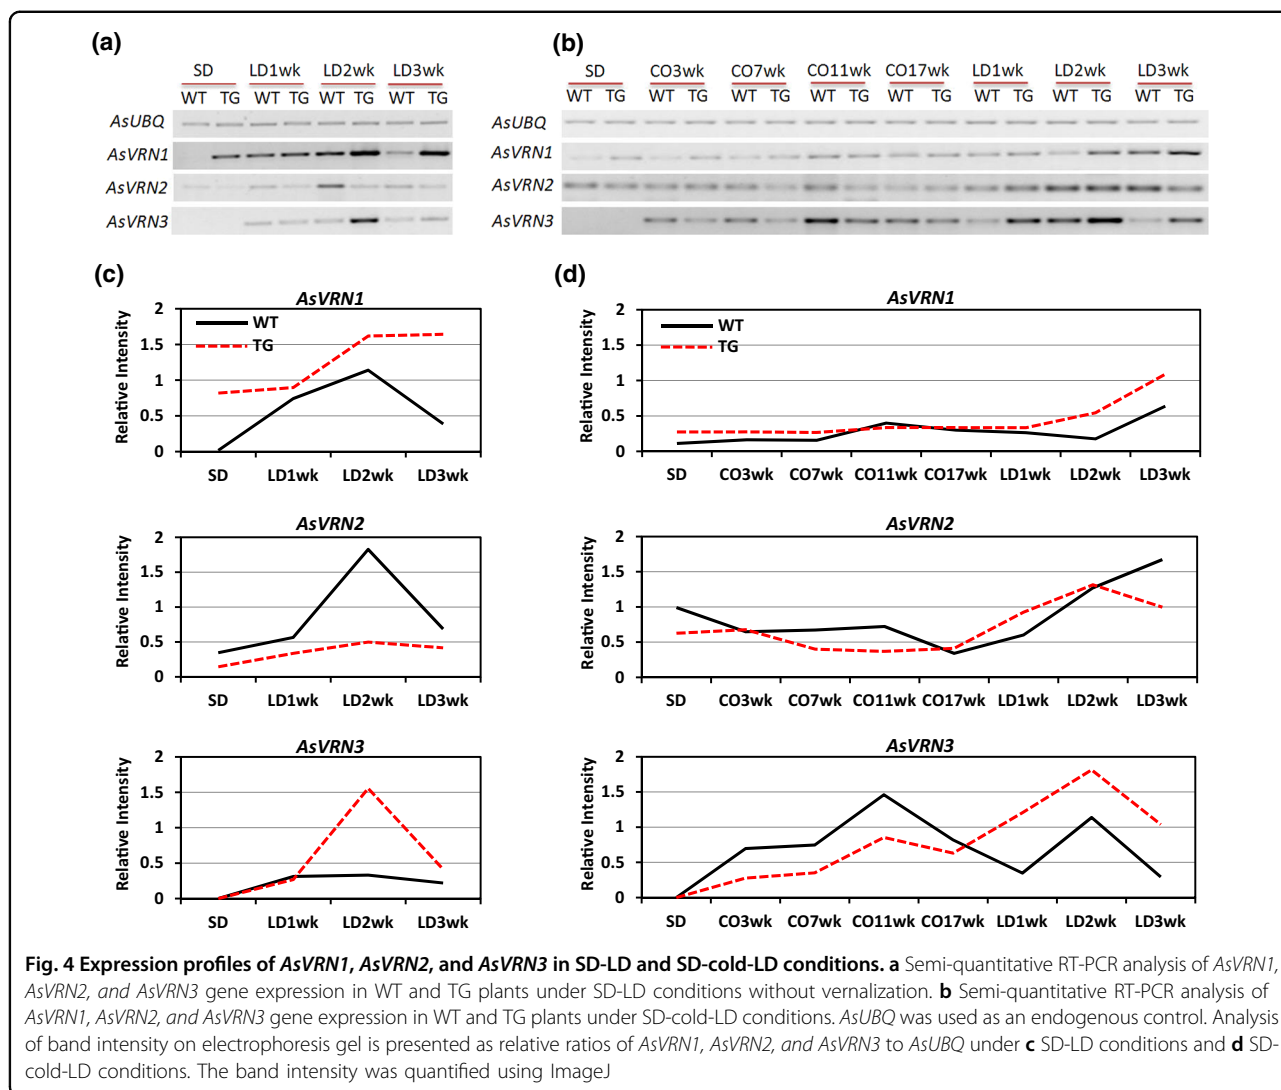 (a)
SD LD1wk LD2wk LD3wk
WT TG WT TG WT TG WT TG
AsUBQ
AsVRN1
AsVRN2
AsVRN3
(b)
SD CO3wk CO7wk CO11wk CO17wk LD1wk LD2wk LD3wk
WT TG WT TG WT TG WT TG WT TG WT TG WT TG WT TG
AsUBQ
AsVRN1
AsVRN2
AsVRN3
(c)
AsVRN1
Relative Intensity
2
1.5
1
0.5
0
WT
TG
SD LD1wk LD2wk LD3wk
AsVRN2
Relative Intensity
2
1.5
1
0.5
0
SD LD1wk LD2wk LD3wk
AsVRN3
Relative Intensity
2
1.5
1
0.5
0
SD LD1wk LD2wk LD3wk
(d)
AsVRN1
Relative Intensity
2
1.5
1
0.5
0
WT
TG
SD CO3wk CO7wk CO11wk CO17wk LD1wk LD2wk LD3wk
AsVRN2
Relative Intensity
2
1.5
1
0.5
0
SD CO3wk CO7wk CO11wk CO17wk LD1wk LD2wk LD3wk
AsVRN3
Relative Intensity
2
1.5
1
0.5
0
SD CO3wk CO7wk CO11wk CO17wk LD1wk LD2wk LD3wk
Fig. 4 Expression profiles of AsVRN1, AsVRN2, and AsVRN3 in SD-LD and SD-cold-LD conditions. a Semi-quantitative RT-PCR analysis of AsVRN1,
AsVRN2, and AsVRN3 gene expression in WT and TG plants under SD-LD conditions without vernalization. b Semi-quantitative RT-PCR analysis of
AsVRN1, AsVRN2, and AsVRN3 gene expression in WT and TG plants under SD-cold-LD conditions. AsUBQ was used as an endogenous control. Analysis
of band intensity on electrophoresis gel is presented as relative ratios of AsVRN1, AsVRN2, and AsVRN3 to AsUBQ under c SD-LD conditions and d SD-
cold-LD conditions. The band intensity was quantified using ImageJ